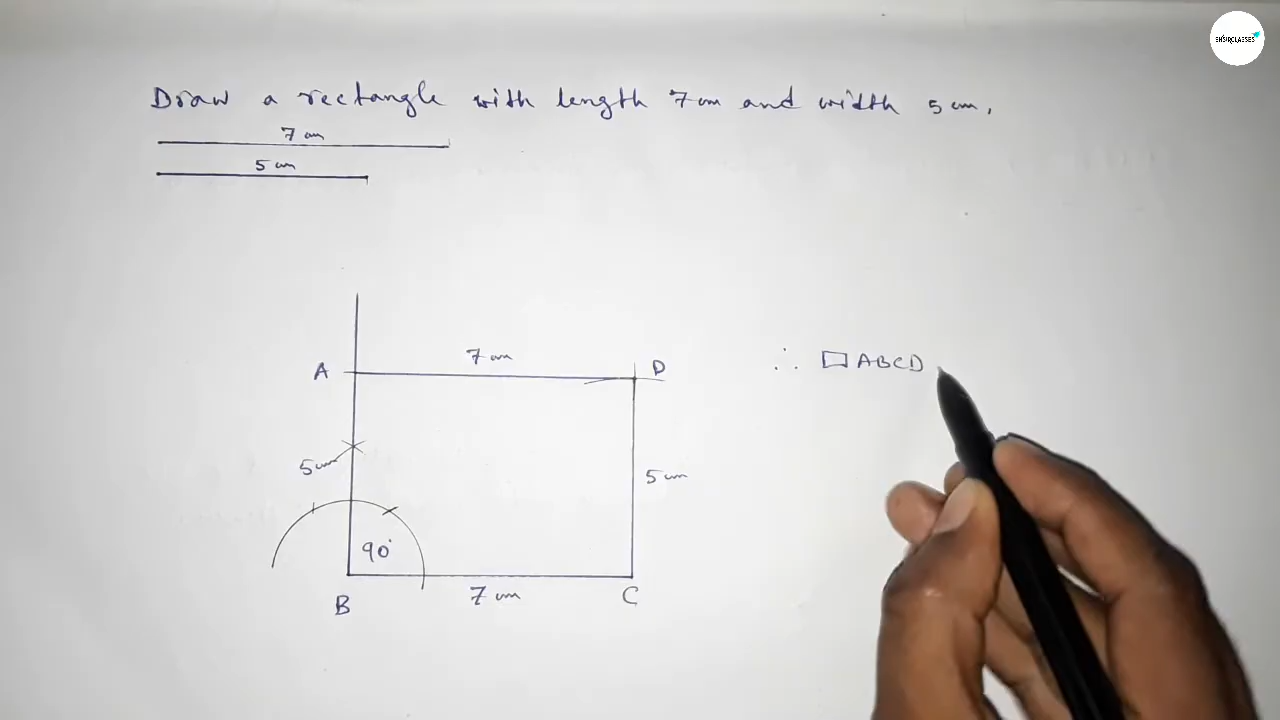 EHSIRCLASSES
Draw a rectangle with length 7 cm and width 5 cm.
7 cm
5 cm
7 cm
A
D
∴ ▭ ABCD
5 cm
5 cm
90°
B
7 cm
C